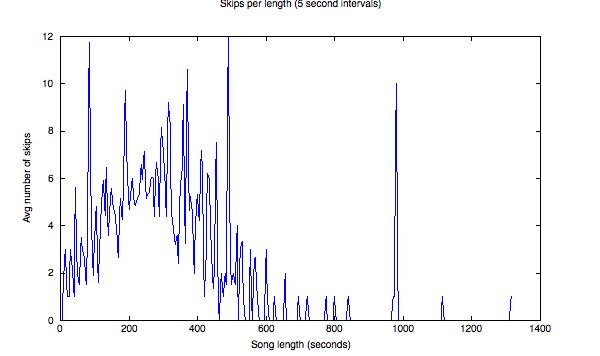 Skips per length (5 second intervals)
12
10
8
6
4
2
0
Avg number of skips
0 200 400 600 800 1000 1200 1400
Song length (seconds)